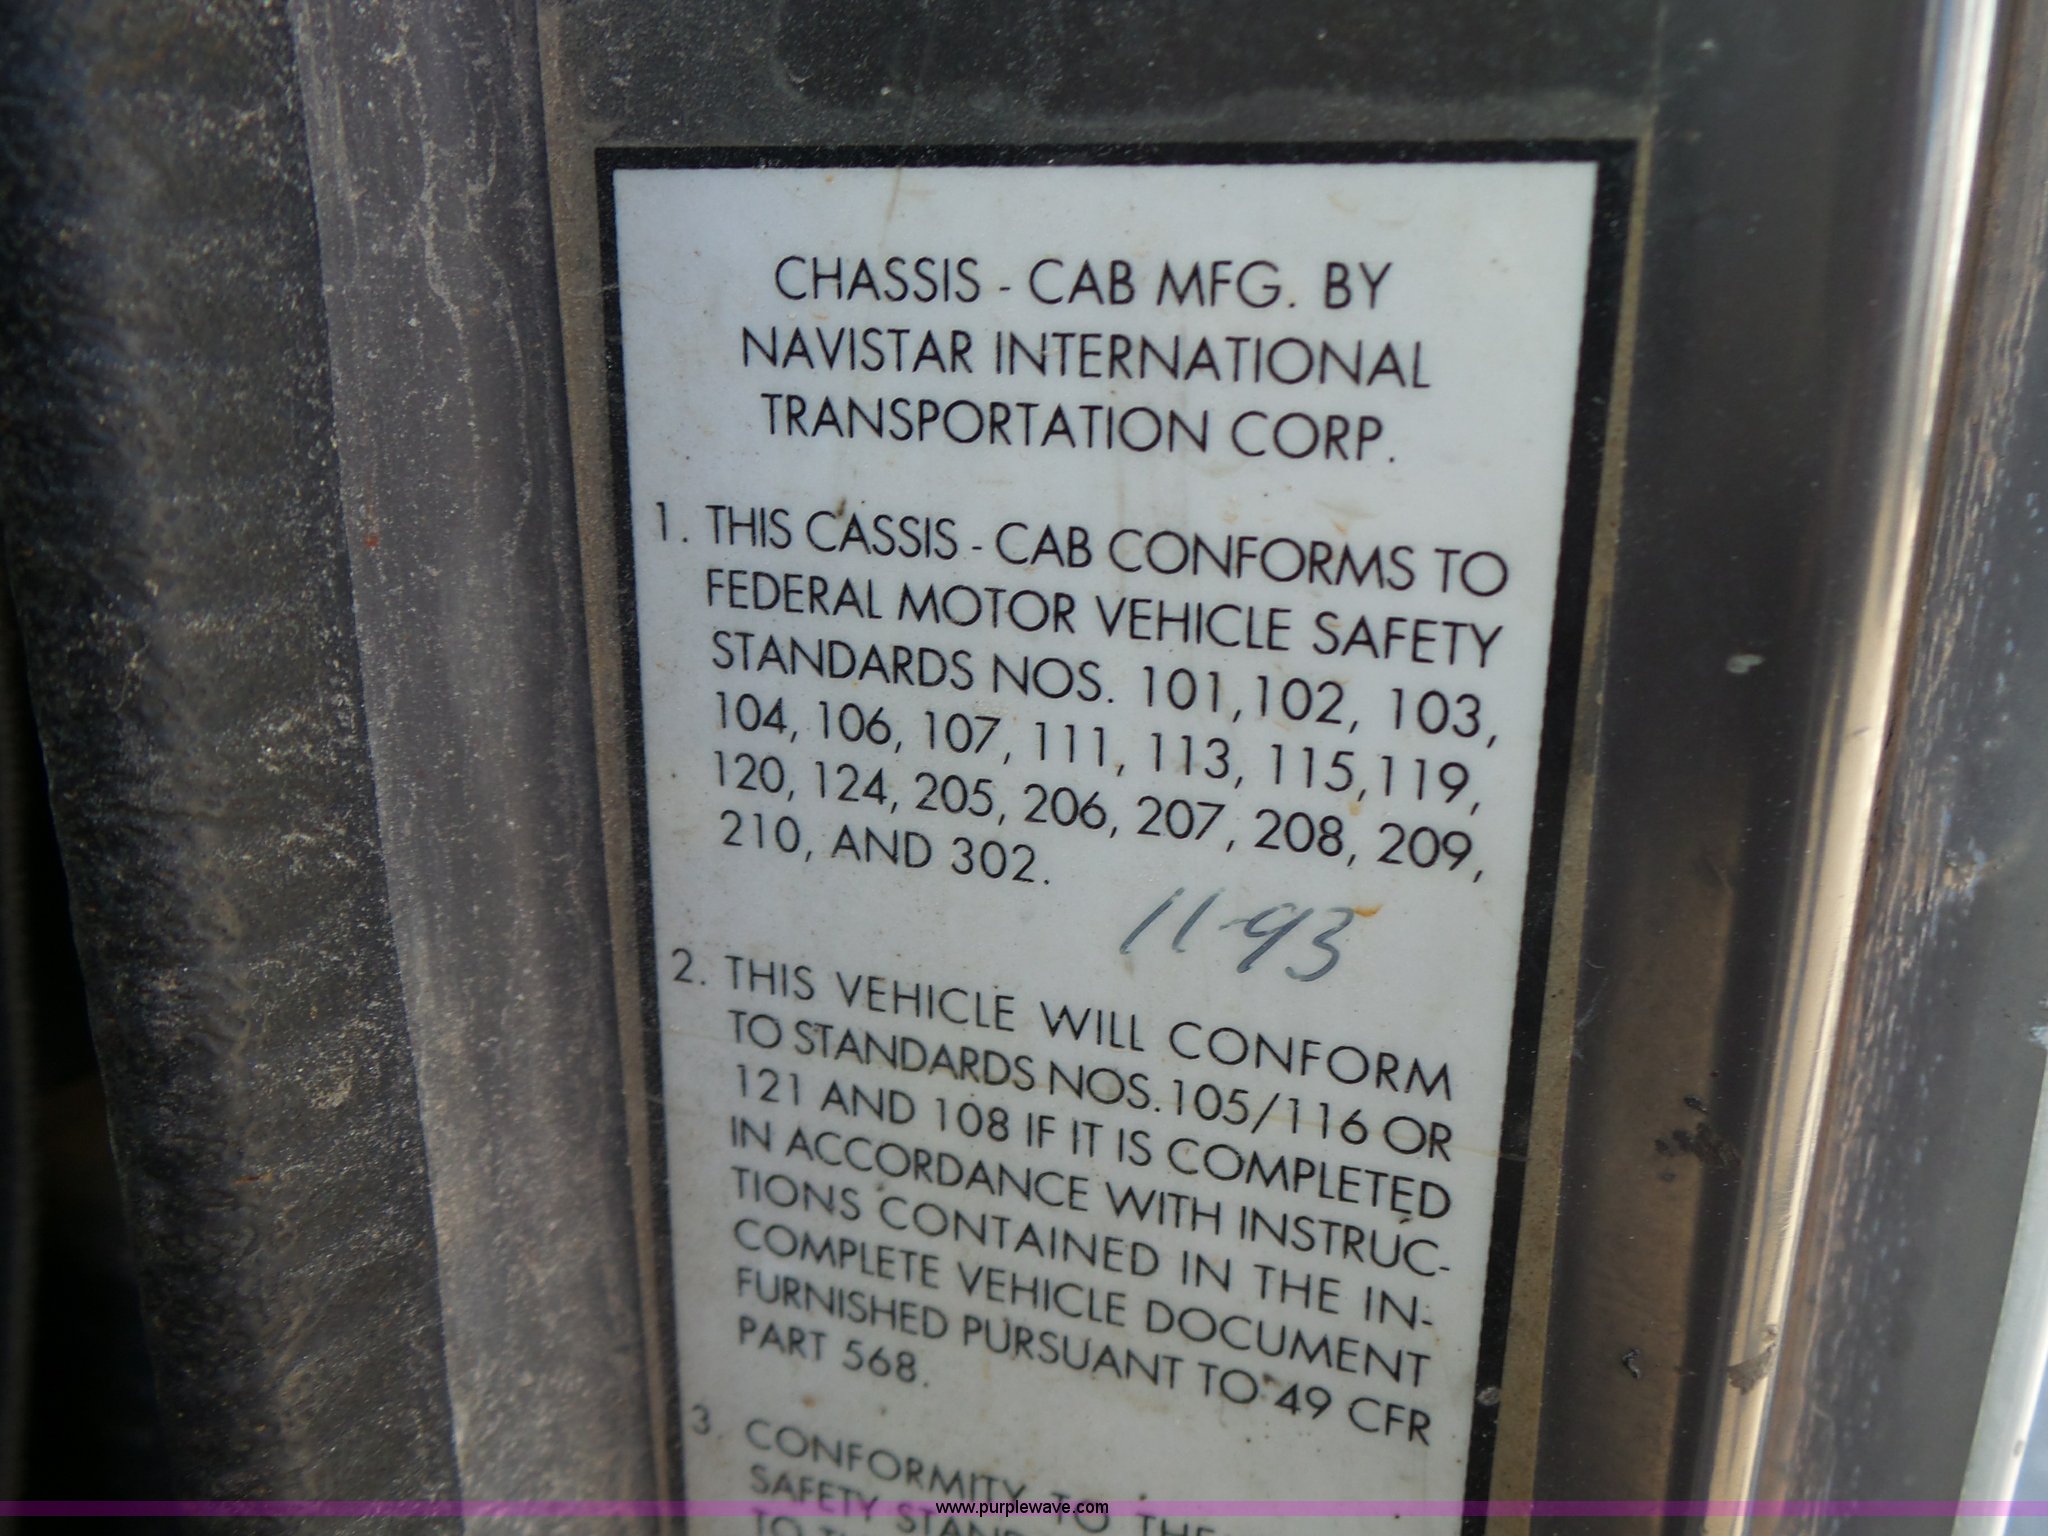 CHASSIS - CAB MFG. BY
NAVISTAR INTERNATIONAL
TRANSPORTATION CORP.
1. THIS CASSIS - CAB CONFORMS TO
FEDERAL MOTOR VEHICLE SAFETY
STANDARDS NOS. 101,102, 103,
104, 106, 107, 111, 113, 115,119,
120, 124, 205, 206, 207, 208, 209,
210, AND 302.
11-93
2. THIS VEHICLE WILL CONFORM
TO STANDARDS NOS.105/116 OR
121 AND 108 IF IT IS COMPLETED
IN ACCORDANCE WITH INSTRUC-
TIONS CONTAINED IN THE IN-
COMPLETE VEHICLE DOCUMENT
FURNISHED PURSUANT TO 49 CFR
PART 568.
3. CONFORMITY TO THE
SAFETY
TO
www.purplewave.com